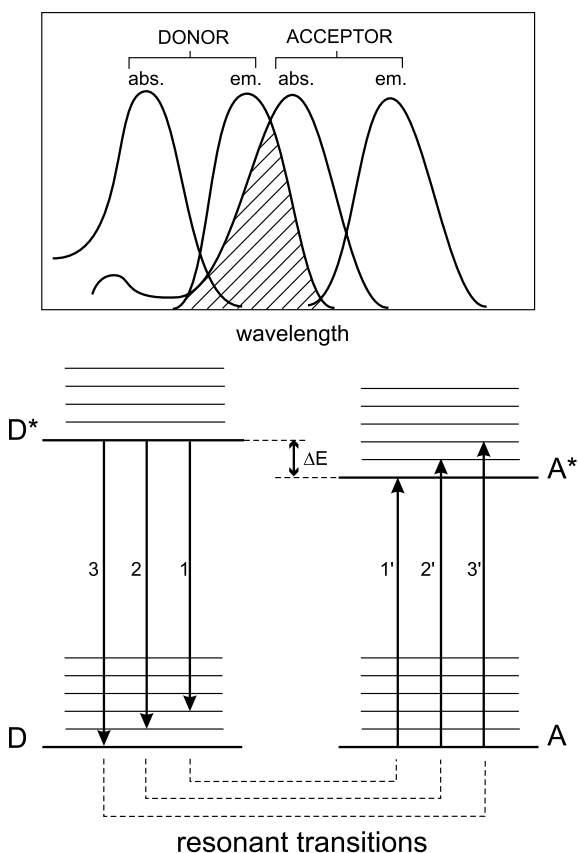 DONOR ACCEPTOR
abs. em. abs. em.
wavelength
D* ΔE A*
3 2 1 1' 2' 3'
D A
resonant transitions